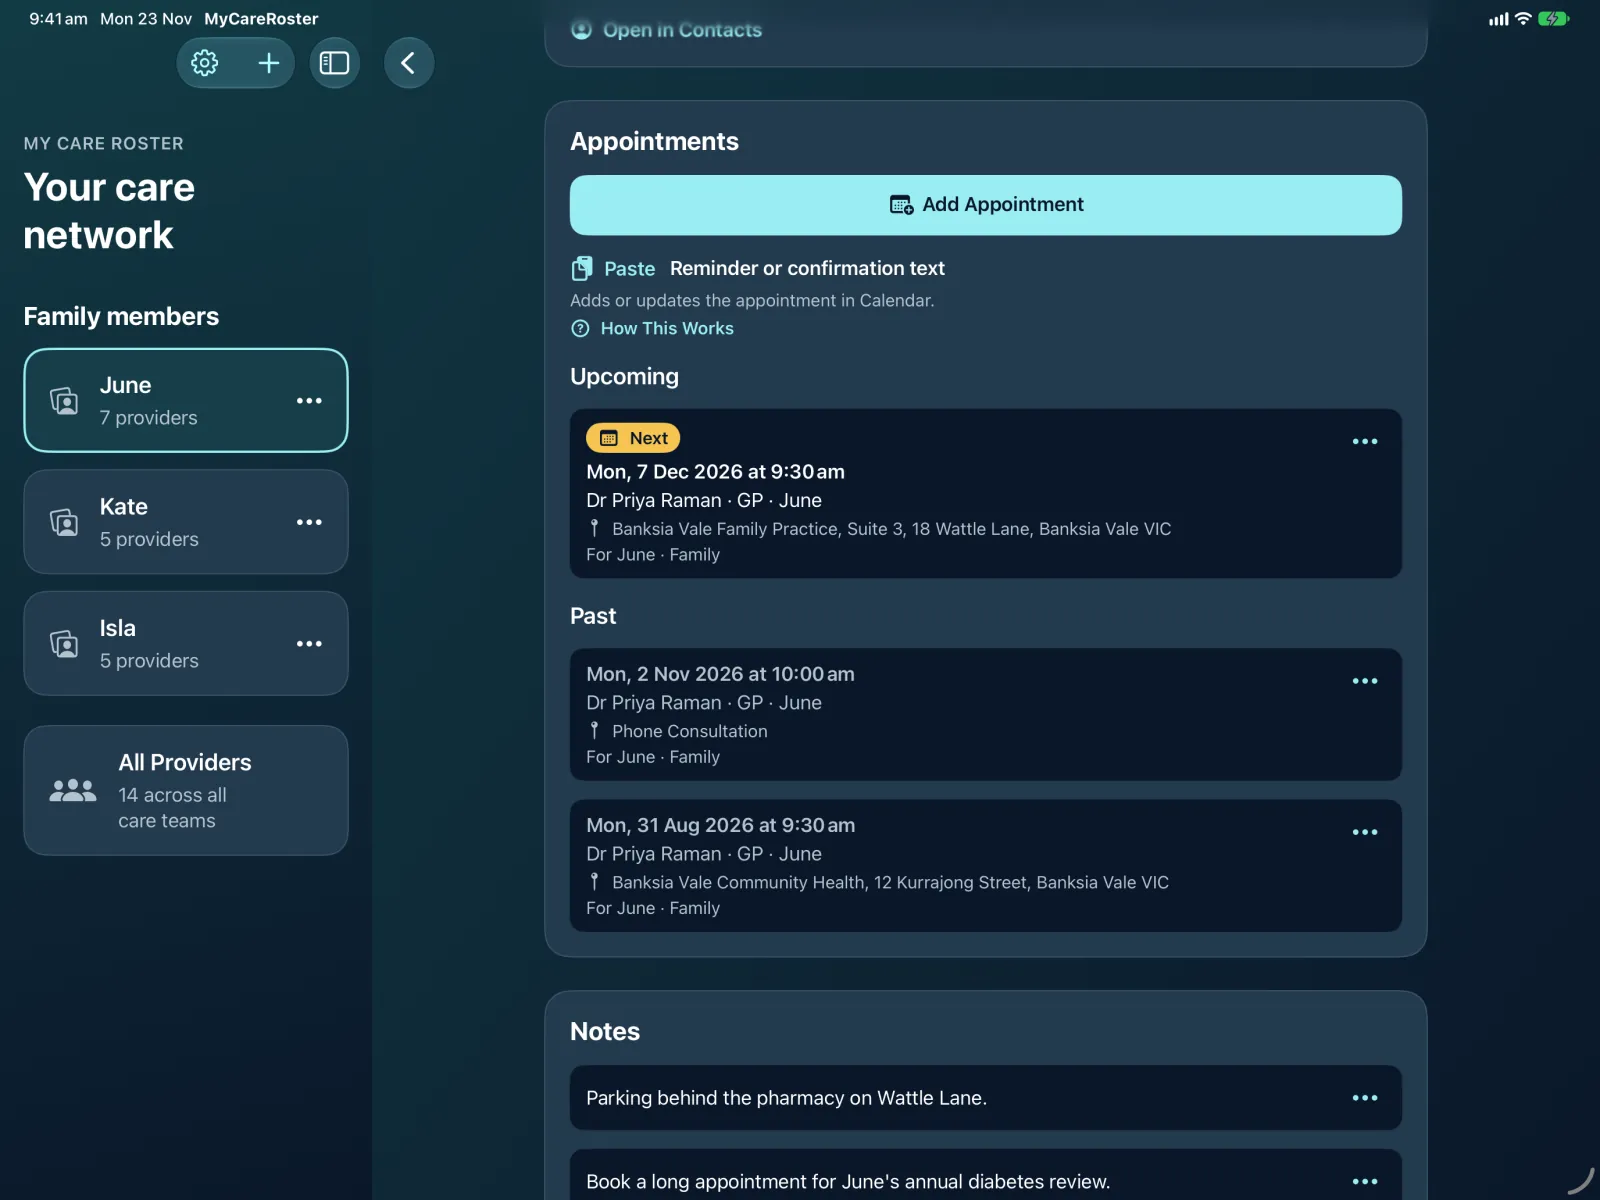 9:41 am Mon 23 Nov MyCareRoster
MY CARE ROSTER
Your care
network
Family members
June
7 providers
Kate
5 providers
Isla
5 providers
All Providers
14 across all
care teams
Open in Contacts
Appointments
Add Appointment
Paste Reminder or confirmation text
Adds or updates the appointment in Calendar.
How This Works
Upcoming
Next
Mon, 7 Dec 2026 at 9:30 am
Dr Priya Raman · GP · June
Banksia Vale Family Practice, Suite 3, 18 Wattle Lane, Banksia Vale VIC
For June · Family
Past
Mon, 2 Nov 2026 at 10:00 am
Dr Priya Raman · GP · June
Phone Consultation
For June · Family
Mon, 31 Aug 2026 at 9:30 am
Dr Priya Raman · GP · June
Banksia Vale Community Health, 12 Kurrajong Street, Banksia Vale VIC
For June · Family
Notes
Parking behind the pharmacy on Wattle Lane.
Book a long appointment for June's annual diabetes review.